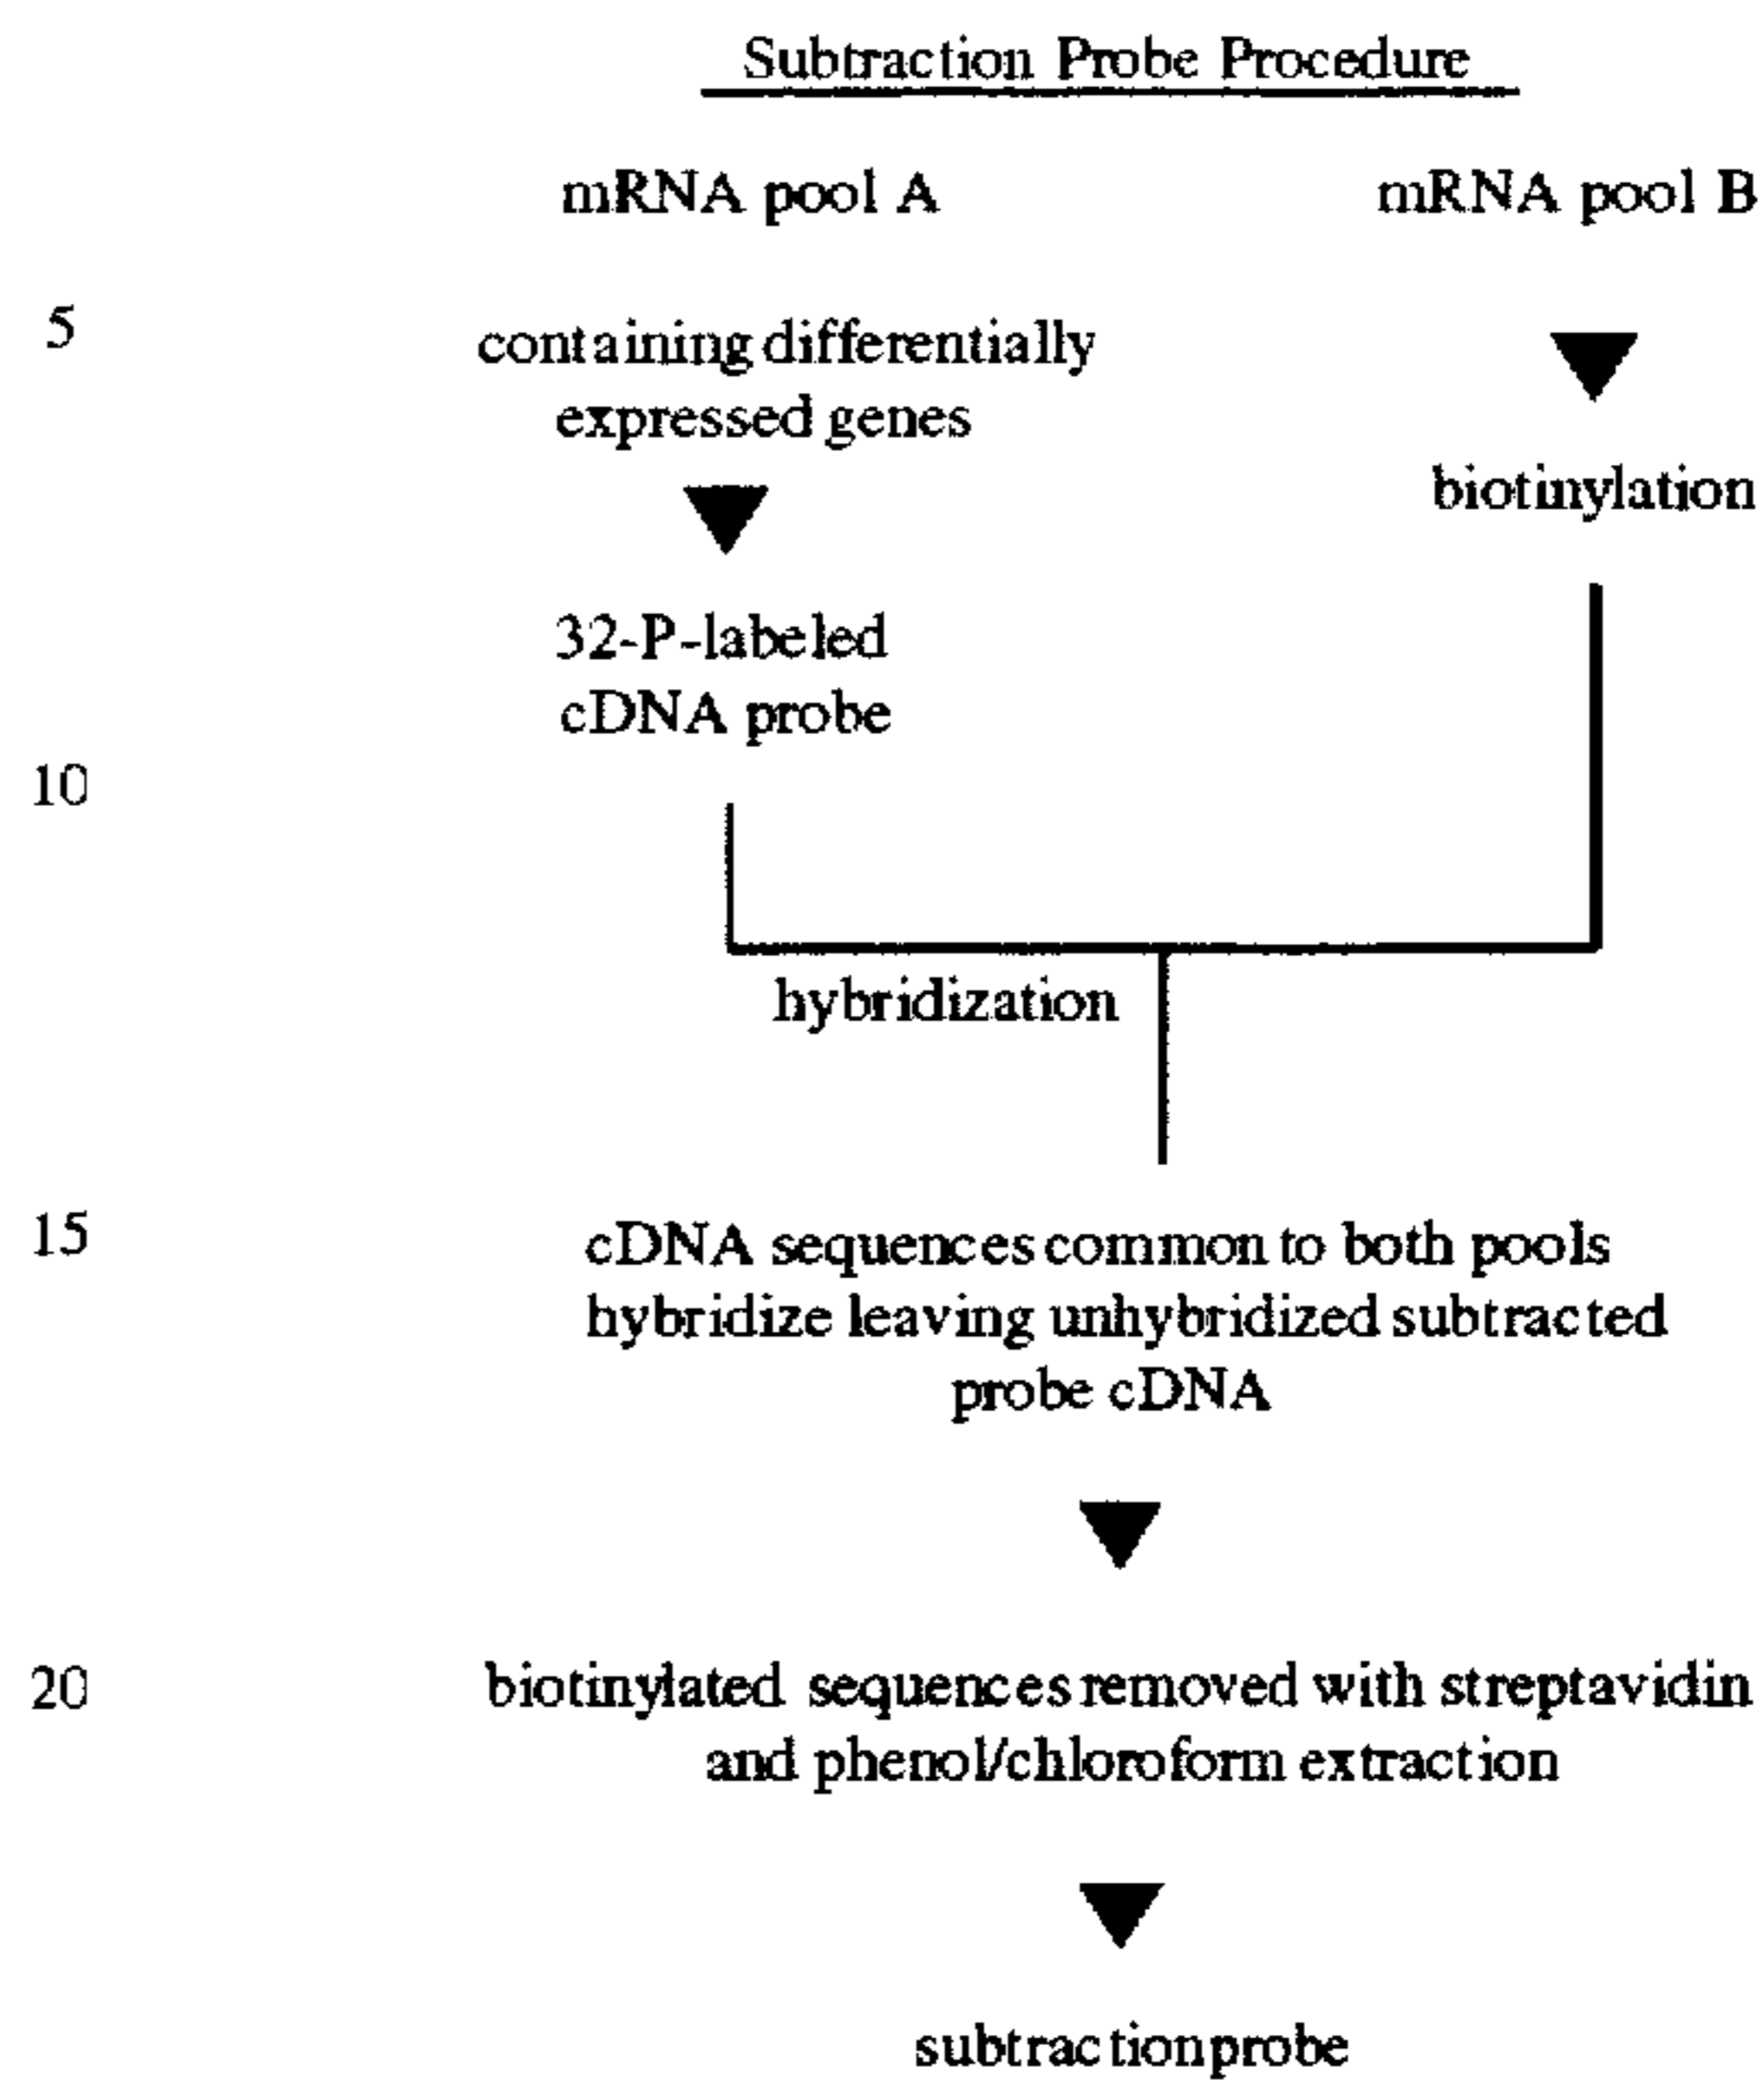 Subtraction Probe Procedure
mRNA pool A mRNA pool B
5
containing differentially
expressed genes
biotinylation
32-P-labeled
cDNA probe
10
hybridization
15
cDNA sequences common to both pools
hybridize leaving unhybridized subtracted
probe cDNA
20
biotinylated sequences removed with streptavidin
and phenol/chloroform extraction
subtractionprobe